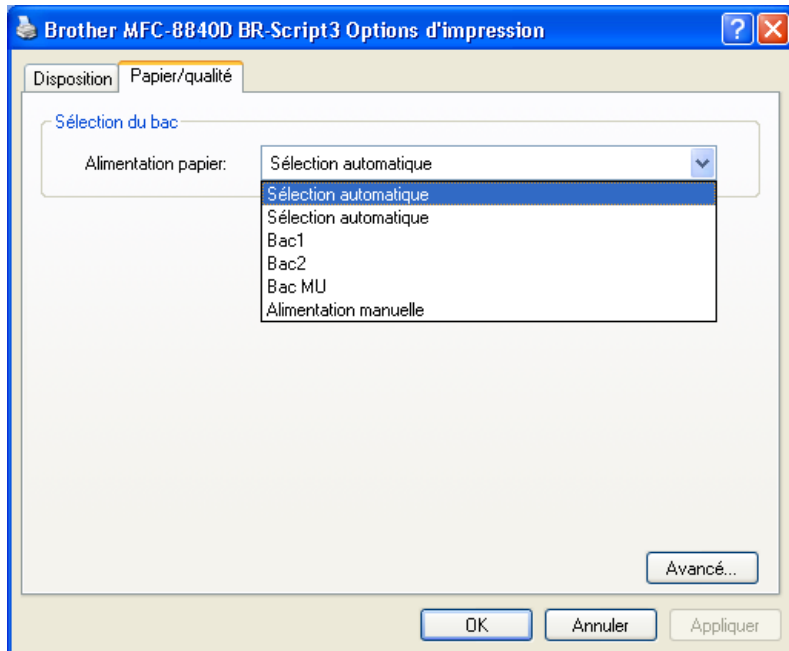 Brother MFC-8840D BR-Script3 Options d'impression
Disposition Papier/qualité
Sélection du bac
Alimentation papier: Sélection automatique
Sélection automatique
Sélection automatique
Bac1
Bac2
Bac MU
Alimentation manuelle
Avancé...
OK Annuler Appliquer